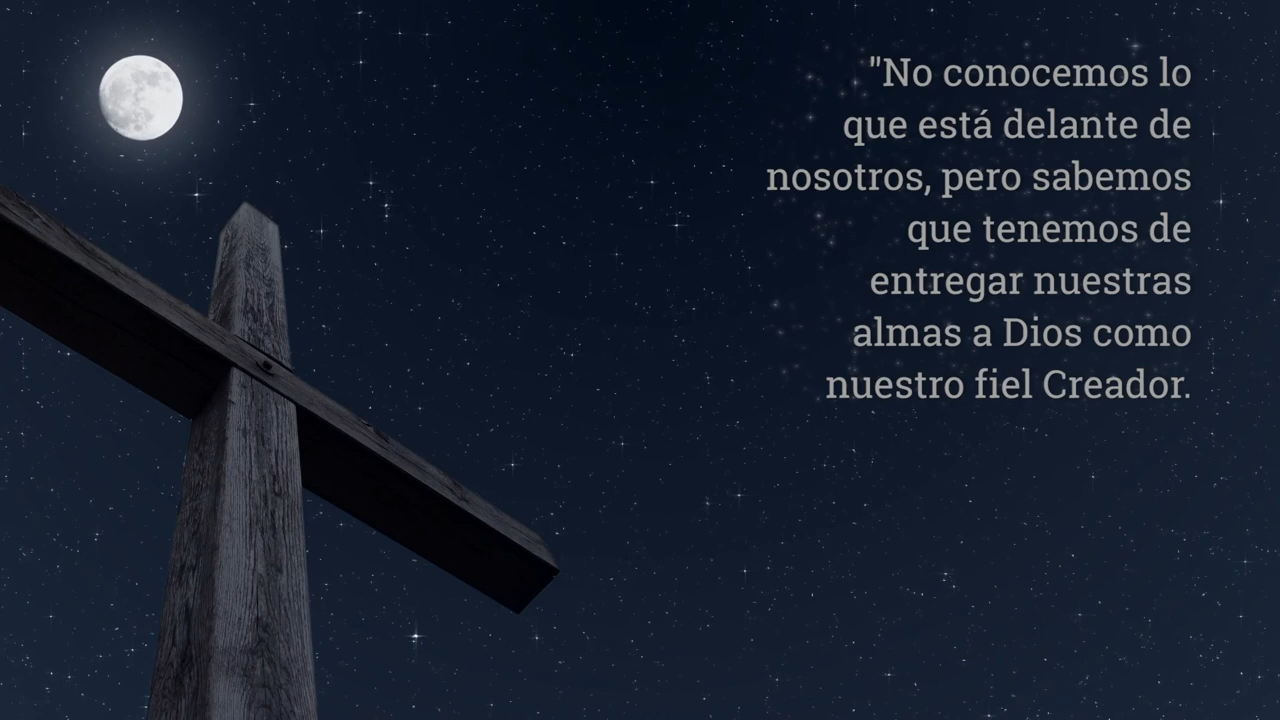 "No conocemos lo
que está delante de
nosotros, pero sabemos
que tenemos de
entregar nuestras
almas a Dios como
nuestro fiel Creador.